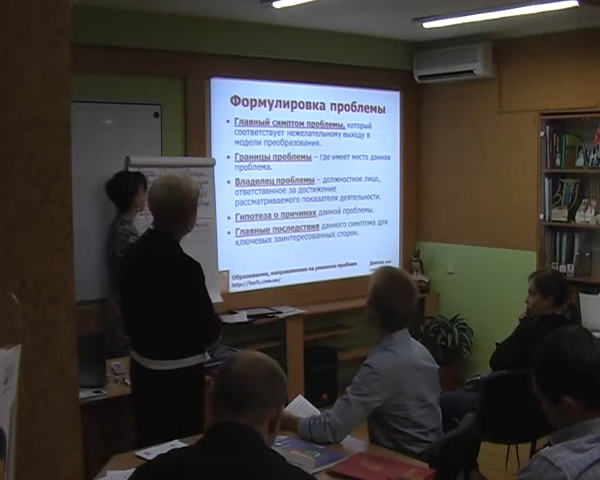 Формулировка проблемы
• Главный симптом проблемы, который
соответствует нежелательному выходу в
модели преобразования.
• Границы проблемы – где имеет место данная
проблема.
• Владелец проблемы – должностное лицо,
ответственное за достижение
рассматриваемого показателя деятельности.
• Гипотеза о причинах данной проблемы.
• Главные последствия данного симптома для
ключевых заинтересованных сторон.
Образование, направленное на решение проблем